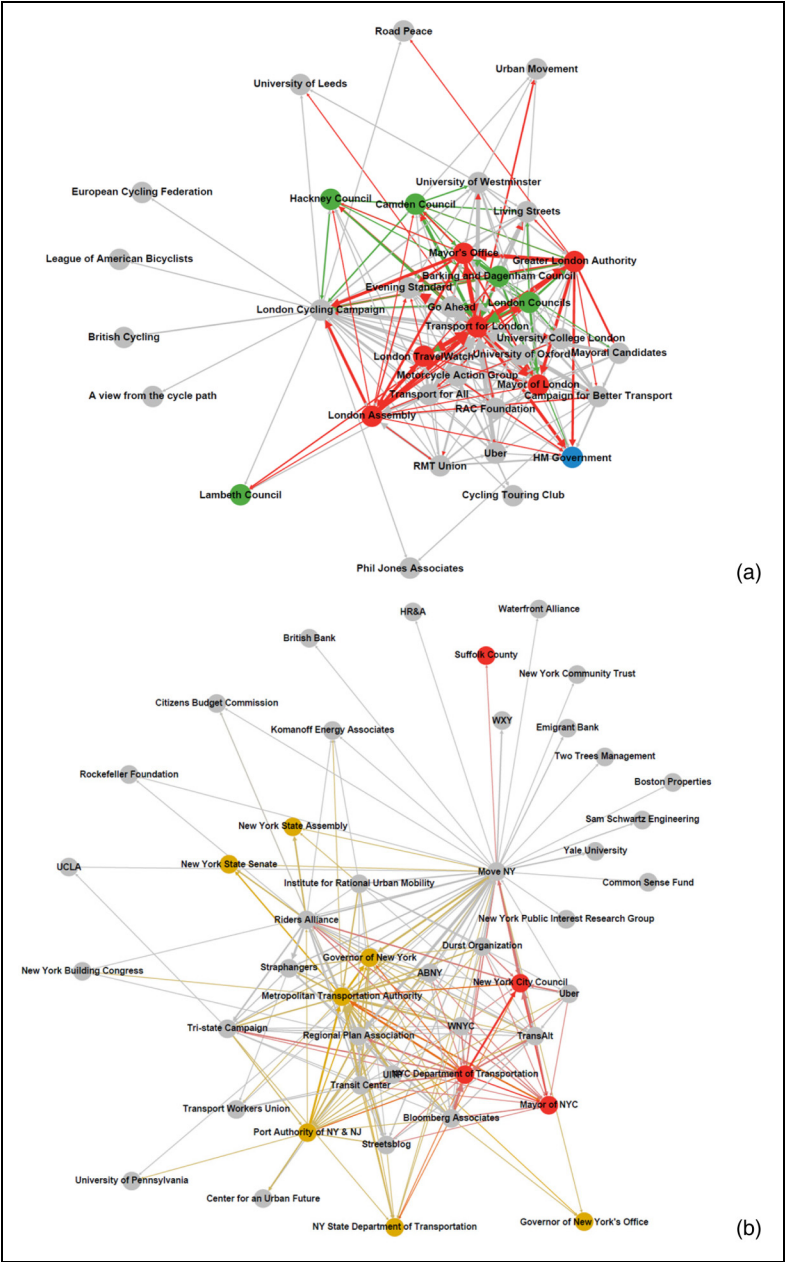 Road Peace
Urban Movement
University of Leeds
University of Westminster
European Cycling Federation
Hackney Council
Camden Council
Living Streets
Mayor's Office
League of American Bicyclists
Greater London Authority
Barking and Dagenham Council
Evening Standard
London Councils
Go Ahead
London Cycling Campaign
Transport for London
British Cycling
University College London
London TravelWatch
University of Oxford
Mayoral Candidates
Motorcycle Action Group
Mayor of London
A view from the cycle path
Transport for All
Campaign for Better Transport
RAC Foundation
London Assembly
Uber
HM Government
RMT Union
Lambeth Council
Cycling Touring Club
Phil Jones Associates
(a)
HR&A
Waterfront Alliance
British Bank
Suffolk County
New York Community Trust
Citizens Budget Commission
WXY
Komanoff Energy Associates
Emigrant Bank
Two Trees Management
Rockefeller Foundation
Boston Properties
Sam Schwartz Engineering
New York State Assembly
Yale University
New York State Senate
UCLA
Move NY
Institute for Rational Urban Mobility
Common Sense Fund
Riders Alliance
New York Public Interest Research Group
Durst Organization
Governor of New York
Straphangers
New York Building Congress
ABNY
New York City Council
Metropolitan Transportation Authority
Uber
Tri-state Campaign
WNYC
Regional Plan Association
TransAlt
NYC Department of Transportation
Transit Center
Transport Workers Union
Mayor of NYC
Bloomberg Associates
Port Authority of NY & NJ
Streetsblog
University of Pennsylvania
Center for an Urban Future
NY State Department of Transportation
Governor of New York's Office
(b)